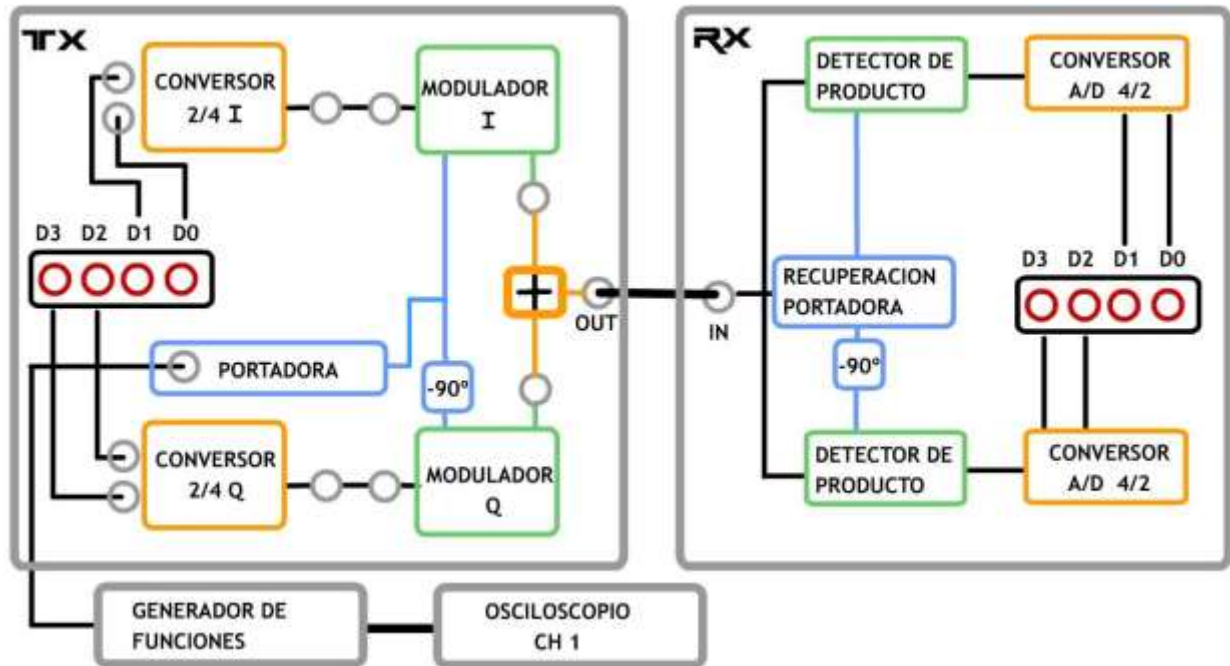 TX
CONVERSOR
2/4 I
MODULADOR
I
D3 D2 D1 D0
PORTADORA
-90º
OUT
CONVERSOR
2/4 Q
MODULADOR
Q
RX
DETECTOR DE
PRODUCTO
CONVERSOR
A/D 4/2
IN
RECUPERACION
PORTADORA
D3 D2 D1 D0
-90º
DETECTOR DE
PRODUCTO
CONVERSOR
A/D 4/2
GENERADOR DE
FUNCIONES
OSCILOSCOPIO
CH 1